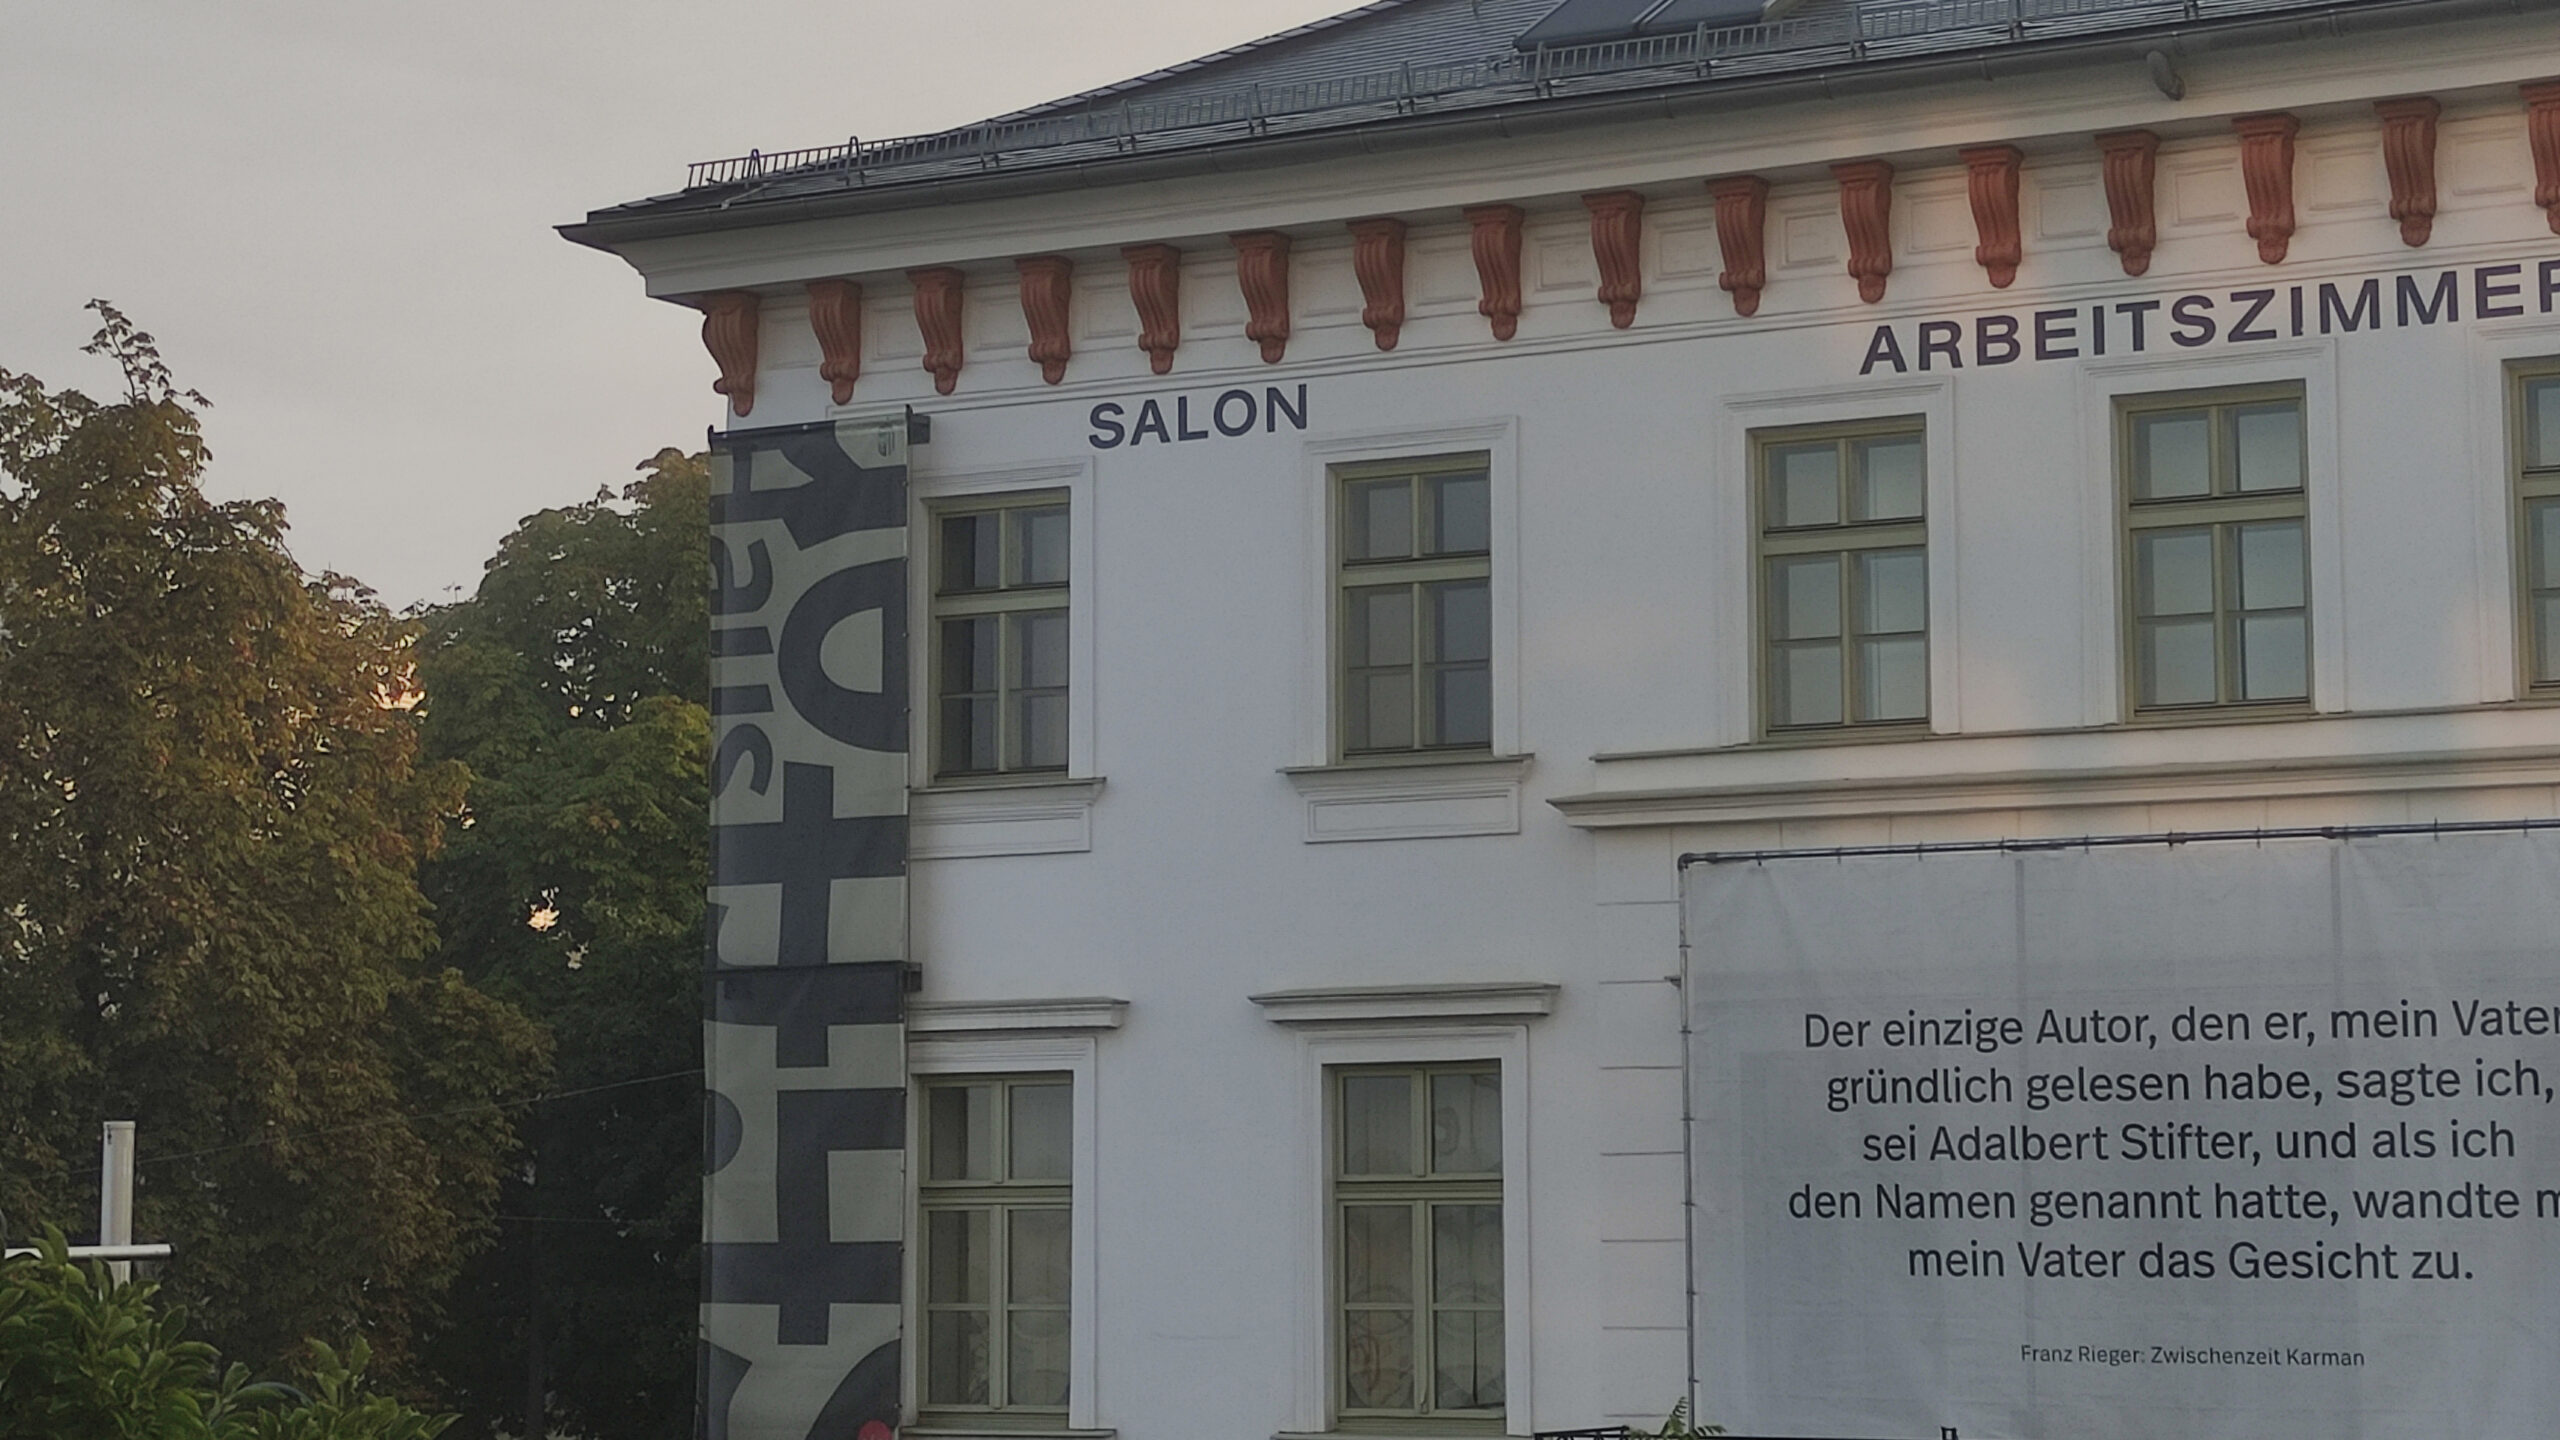 SALON
ARBEITSZIMMER
Der einzige Autor, den er, mein Vater
gründlich gelesen habe, sagte ich,
sei Adalbert Stifter, und als ich
den Namen genannt hatte, wandte m
mein Vater das Gesicht zu.
Franz Rieger: Zwischenzeit Karman